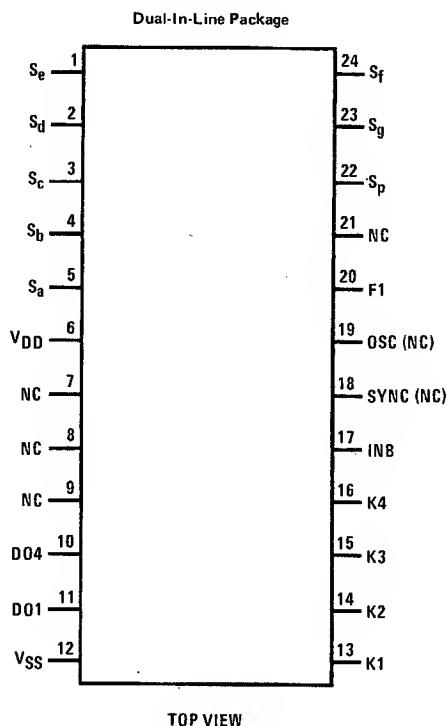 Dual-In-Line Package
Se 1
Sd 2
Sc 3
Sb 4
Sa 5
VDD 6
NC 7
NC 8
NC 9
DO4 10
DO1 11
VSS 12
24 Sf
23 Sg
22 Sp
21 NC
20 F1
19 OSC (NC)
18 SYNC (NC)
17 INB
16 K4
15 K3
14 K2
13 K1
TOP VIEW